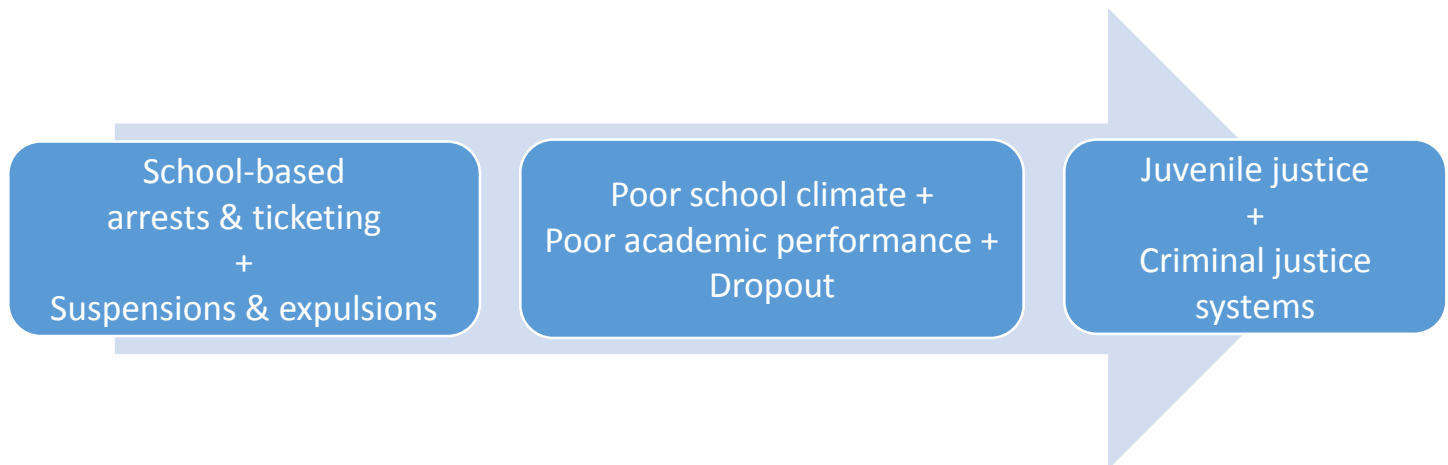 School-based
arrests & ticketing
+
Suspensions & expulsions
Poor school climate +
Poor academic performance +
Dropout
Juvenile justice
+
Criminal justice
systems